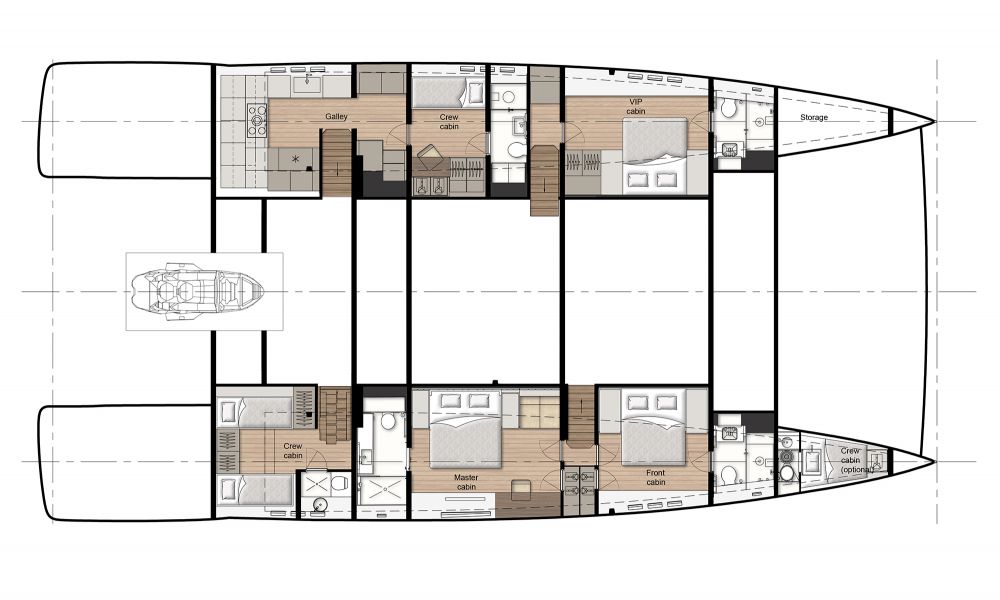 VIP
cabin
Galley
Crew
cabin
Storage
Crew
cabin
Master
cabin
Front
cabin
Crew
cabin
(optional)